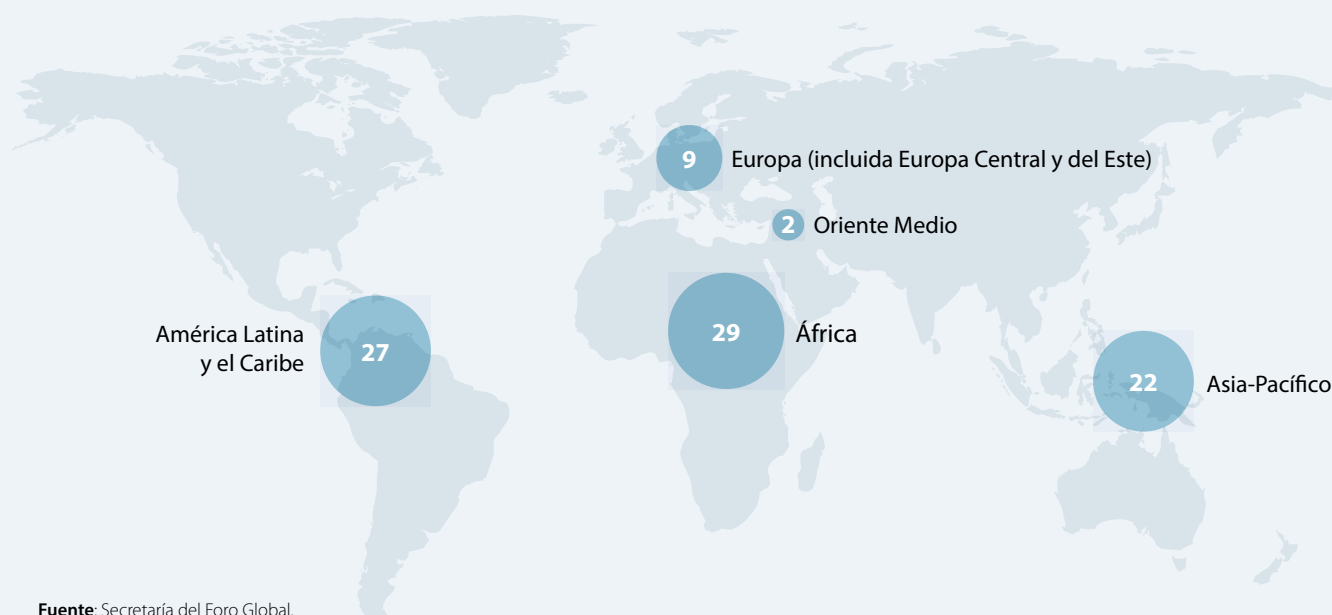 9 Europa (incluida Europa Central y del Este)
2 Oriente Medio
América Latina
y el Caribe
27
29 África
22 Asia-Pacífico
Fuente: Secretaría del Foro Global.